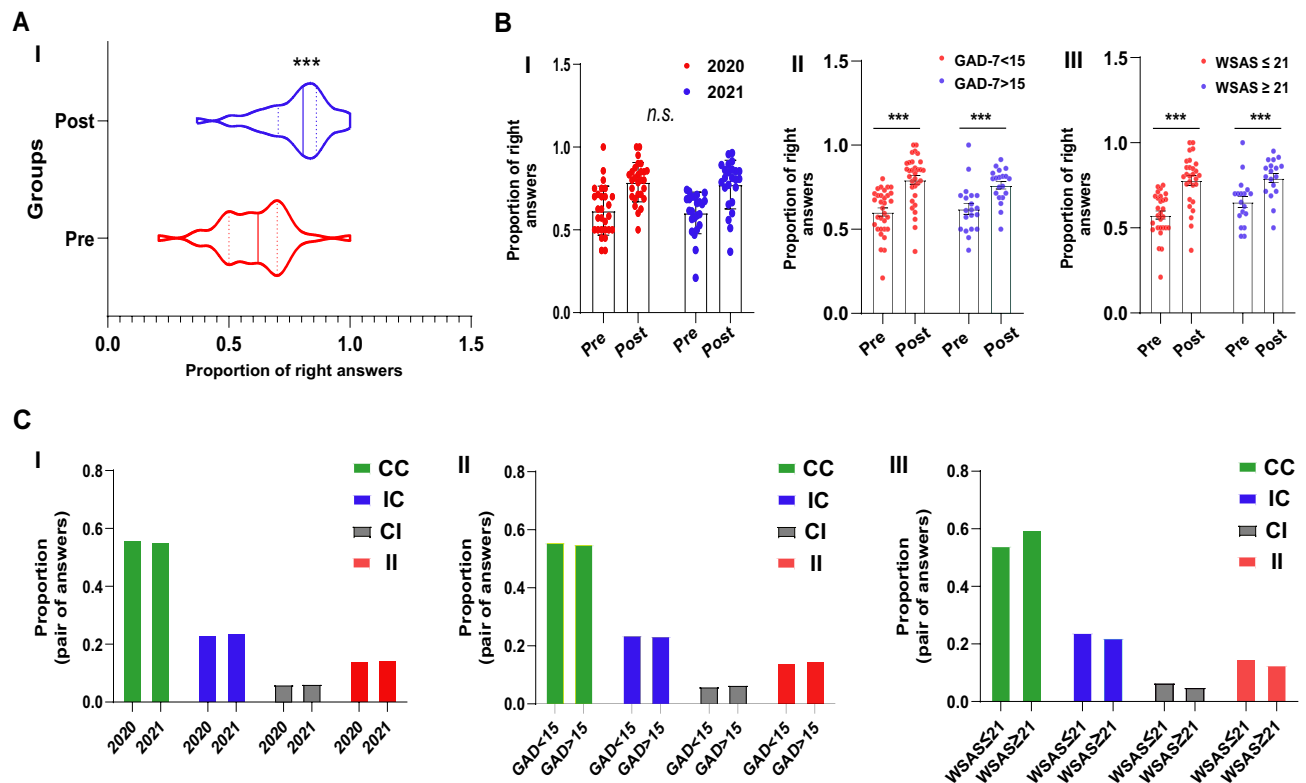 A
I
***
Groups
Post
Pre
0.0
0.5
1.0
1.5
Proportion of right answers
B
I
2020
2021
n.s.
Proportion of right
answers
1.5
1.0
0.5
0.0
Pre
Post
Pre
Post
II
GAD-7<15
GAD-7>15
***
***
Proportion of right
answers
1.5
1.0
0.5
0.0
Pre
Post
Pre
Post
III
WSAS ≤ 21
WSAS ≥ 21
***
***
Proportion of right
answers
1.5
1.0
0.5
0.0
Pre
Post
Pre
Post
C
I
CC
IC
CI
II
Proportion
(pair of answers)
0.8
0.6
0.4
0.2
0.0
2020
2021
2020
2021
2020
2021
2020
2021
II
CC
IC
CI
II
Proportion
(pair of answers)
0.8
0.6
0.4
0.2
0.0
GAD<15
GAD>15
GAD<15
GAD>15
GAD<15
GAD>15
GAD<15
GAD>15
III
CC
IC
CI
II
Proportion
(pair of answers)
0.8
0.6
0.4
0.2
0.0
WSAS≤21
WSAS≥21
WSAS≤21
WSAS≥21
WSAS≤21
WSAS≥21
WSAS≤21
WSAS≥21